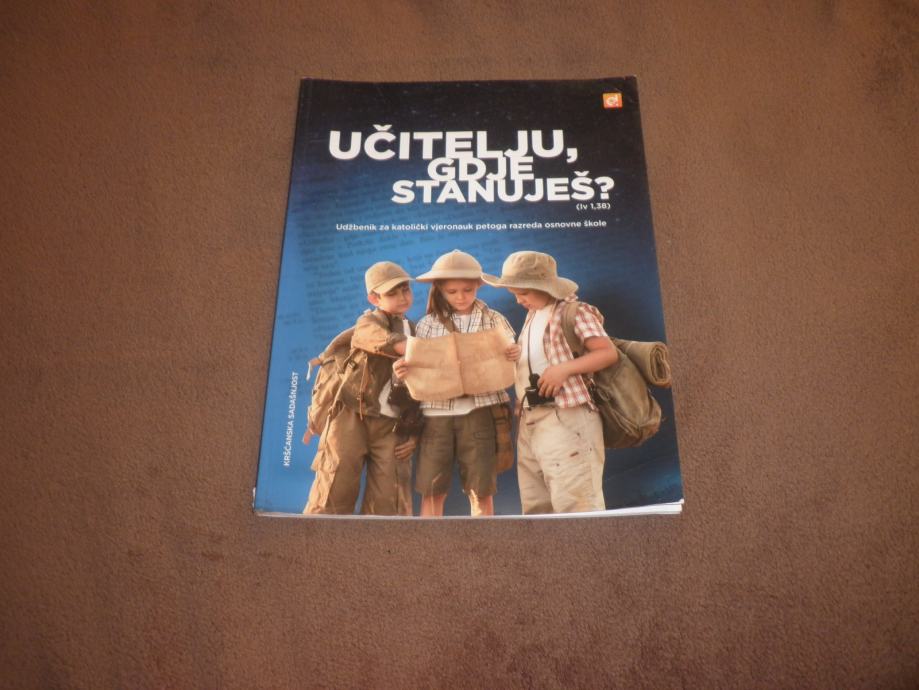 UČITELJU,
GDJE
STANUJEŠ?
(Iv 1,38)
Udžbenik za katolički vjeronauk petoga razreda osnovne škole
KRŠĆANSKA SADAŠNJOST